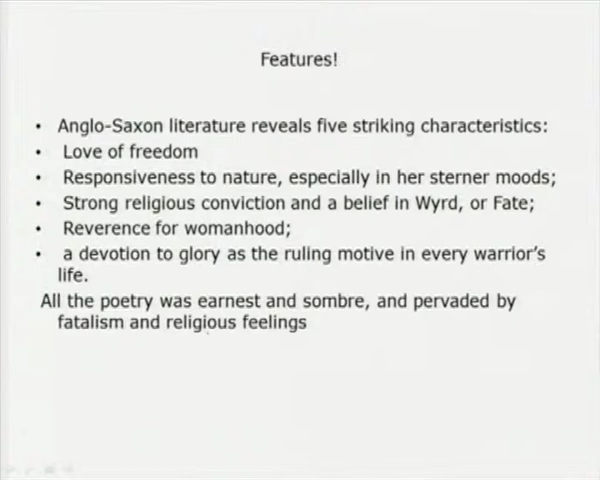 Features!
• Anglo-Saxon literature reveals five striking characteristics:
• Love of freedom
• Responsiveness to nature, especially in her sterner moods;
• Strong religious conviction and a belief in Wyrd, or Fate;
• Reverence for womanhood;
• a devotion to glory as the ruling motive in every warrior's
life.
All the poetry was earnest and sombre, and pervaded by
fatalism and religious feelings